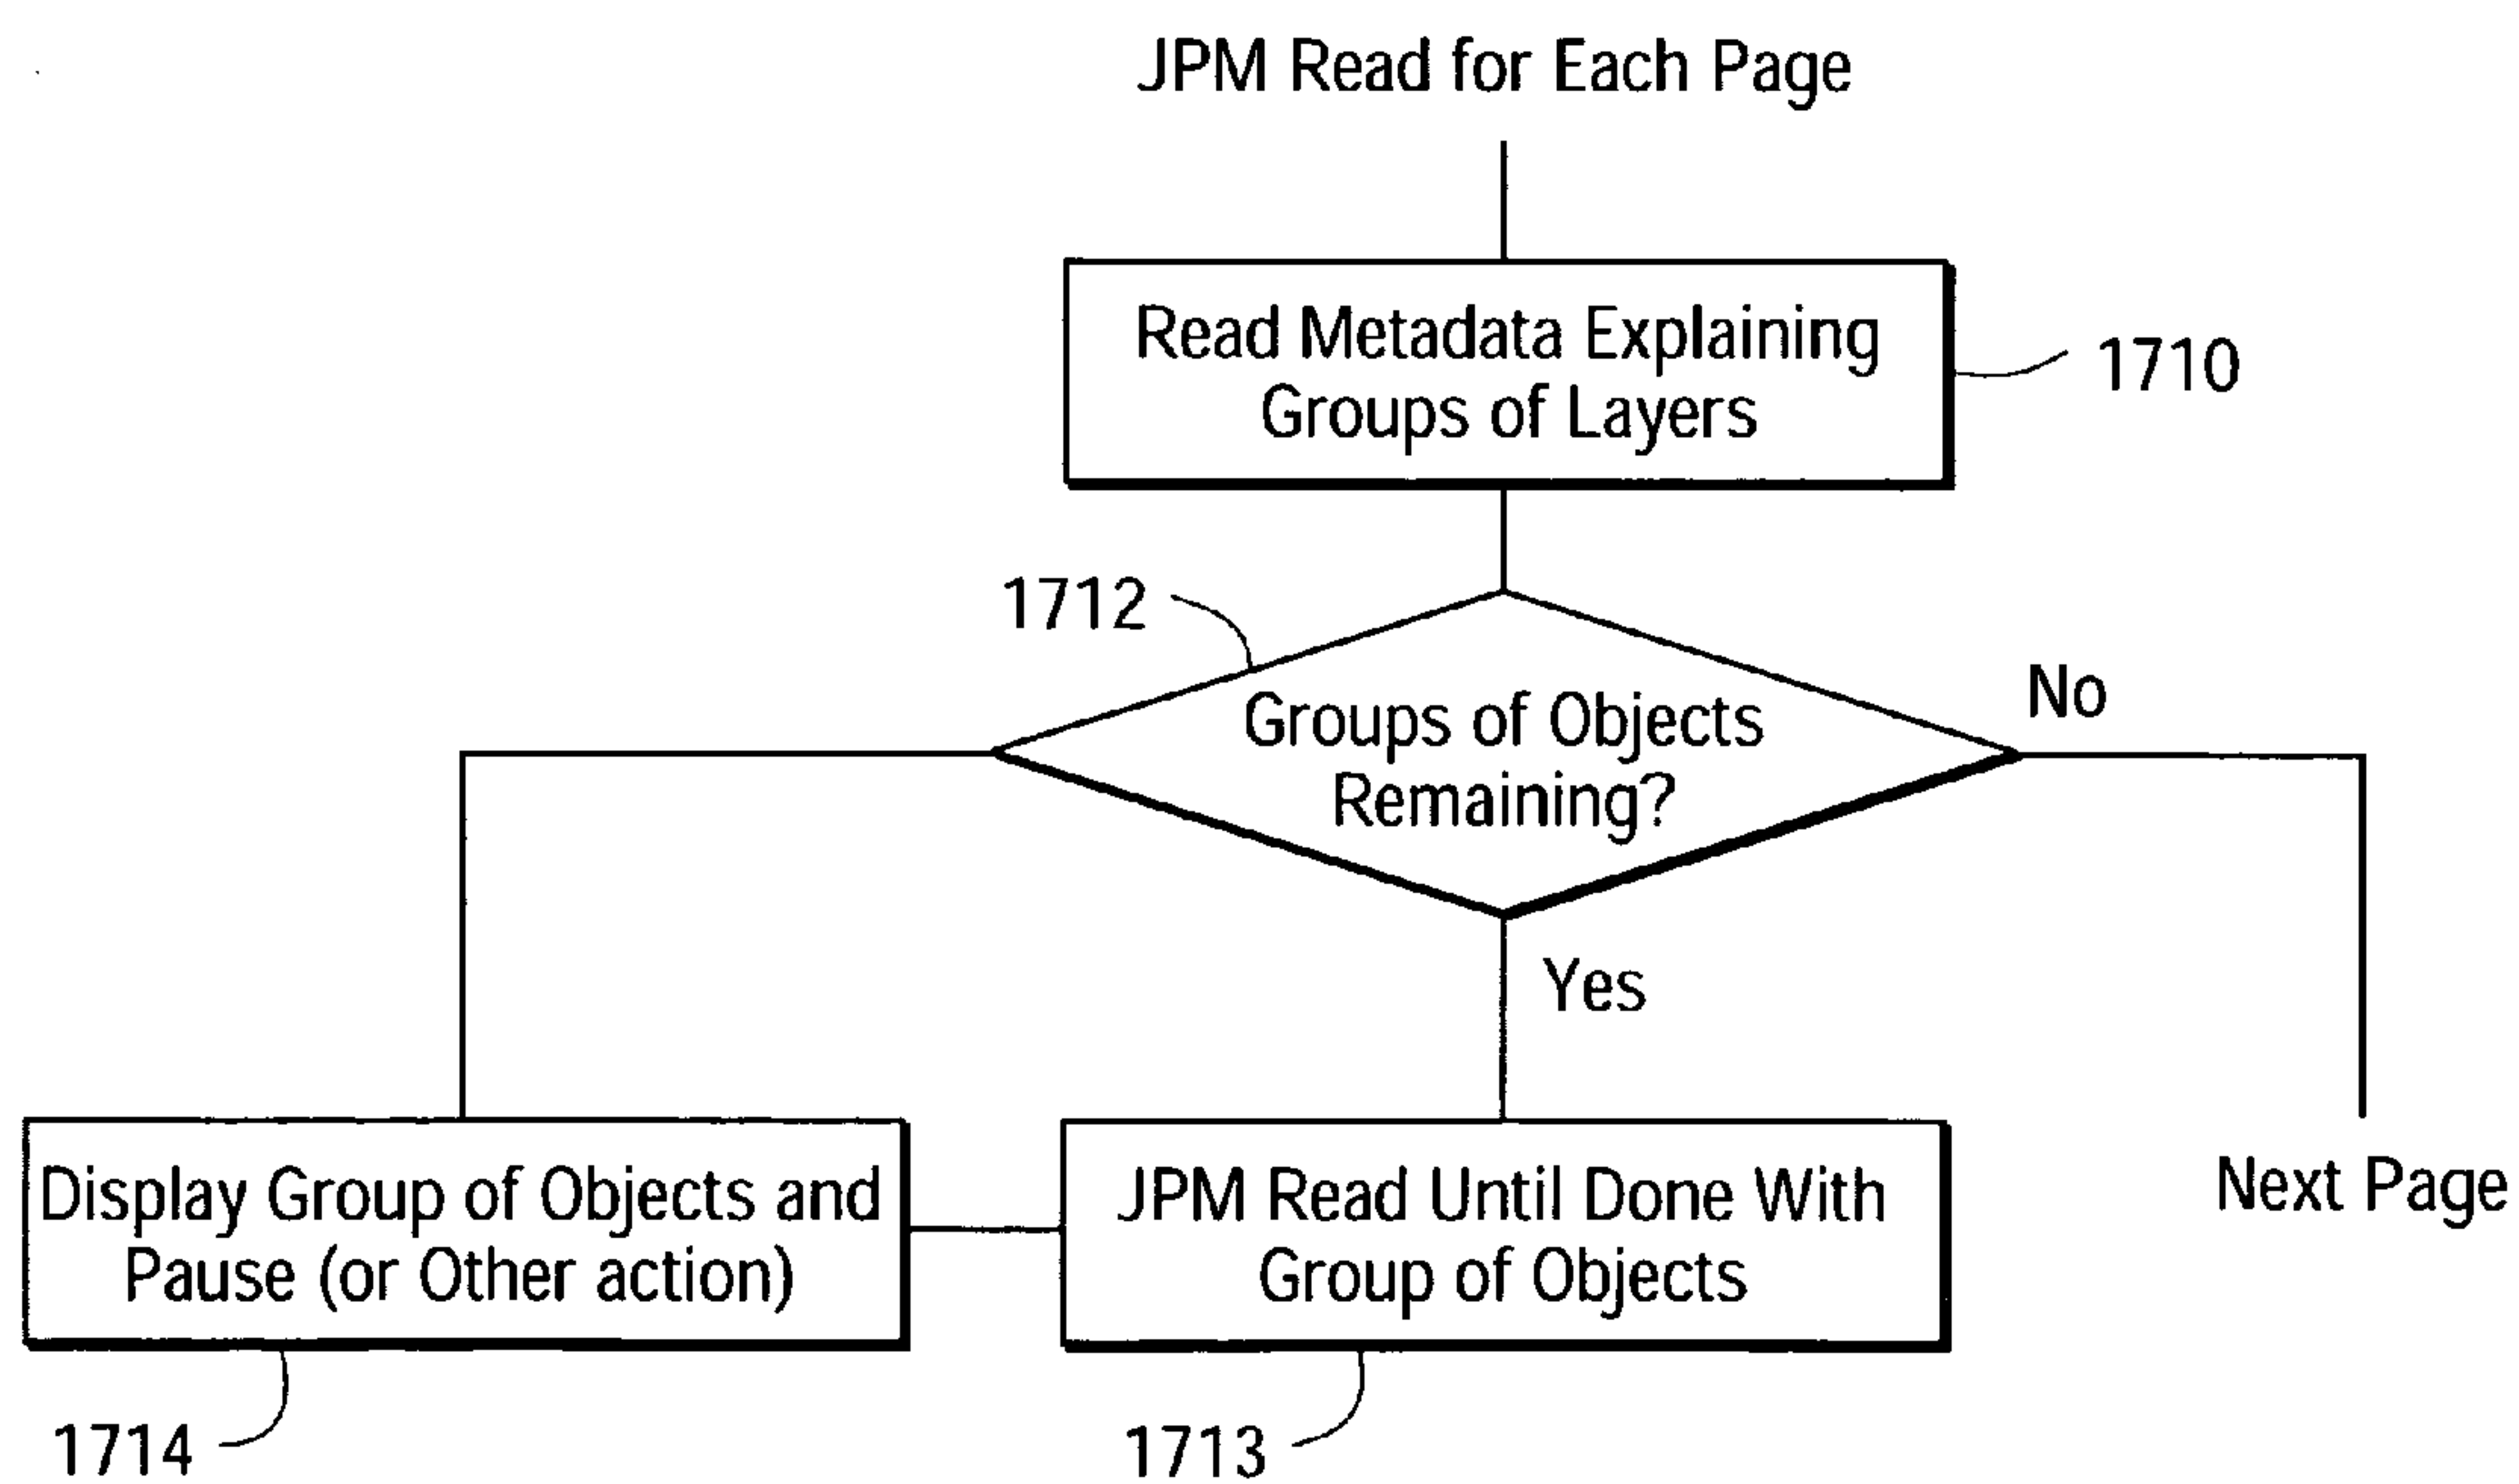 JPM Read for Each Page
Read Metadata Explaining
Groups of Layers
1710
1712
Groups of Objects
Remaining?
No
Yes
Display Group of Objects and
Pause (or Other action)
JPM Read Until Done With
Group of Objects
Next Page
1714
1713